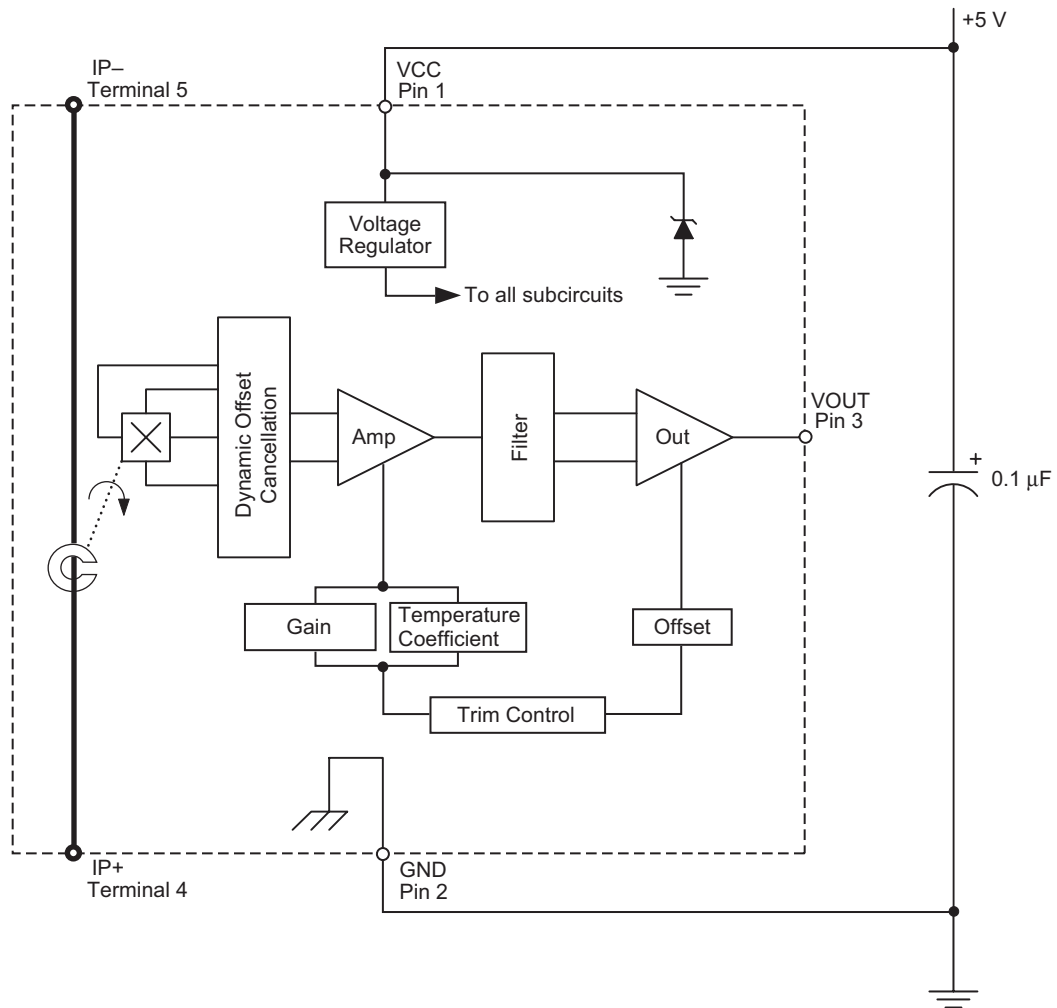 +5 V
IP–
Terminal 5
VCC
Pin 1
Voltage
Regulator
To all subcircuits
Dynamic Offset
Cancellation
Amp
Filter
Out
VOUT
Pin 3
+
0.1 µF
Gain
Temperature
Coefficient
Offset
Trim Control
IP+
Terminal 4
GND
Pin 2